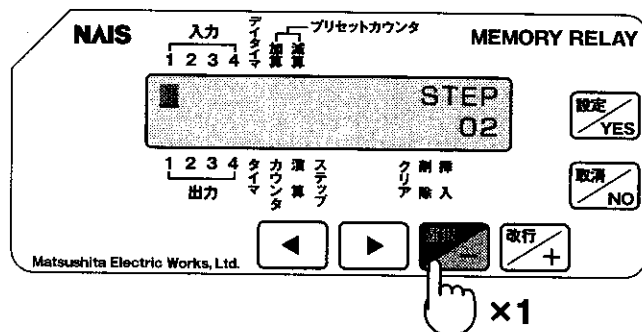 NAIS
入力
1 2 3 4
デイタイマ
加算
減算
プリセットカウンタ
MEMORY RELAY
STEP
02
設定/YES
1 2 3 4
出力
タイマ
カウンタ
演算
ステップ
クリア
削除
挿入
取消/NO
改行/+
Matsushita Electric Works, Ltd.
×1